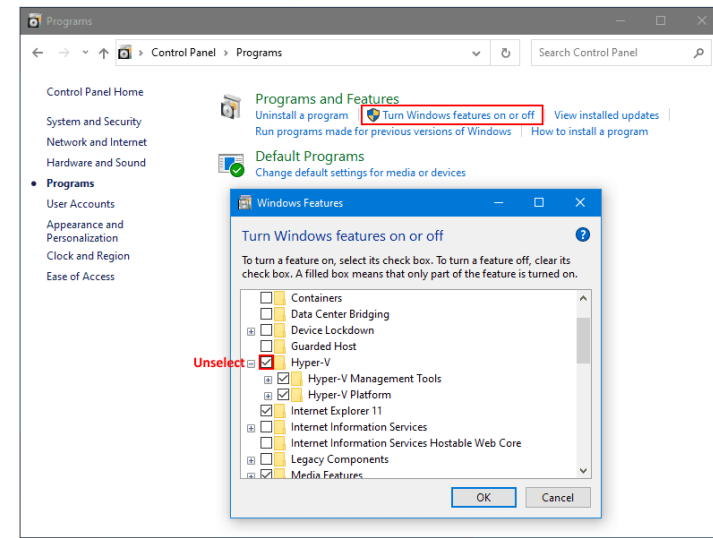 Programs
Control Panel > Programs
Search Control Panel
Control Panel Home
System and Security
Network and Internet
Hardware and Sound
Programs
User Accounts
Appearance and
Personalization
Clock and Region
Ease of Access
Programs and Features
Uninstall a program Turn Windows features on or off View installed updates
Run programs made for previous versions of Windows How to install a program
Default Programs
Change default settings for media or devices
Windows Features
Turn Windows features on or off
To turn a feature on, select its check box. To turn a feature off, clear its
check box. A filled box means that only part of the feature is turned on.
Containers
Data Center Bridging
Device Lockdown
Guarded Host
Unselect Hyper-V
Hyper-V Management Tools
Hyper-V Platform
Internet Explorer 11
Internet Information Services
Internet Information Services Hostable Web Core
Legacy Components
Media Features
OK Cancel